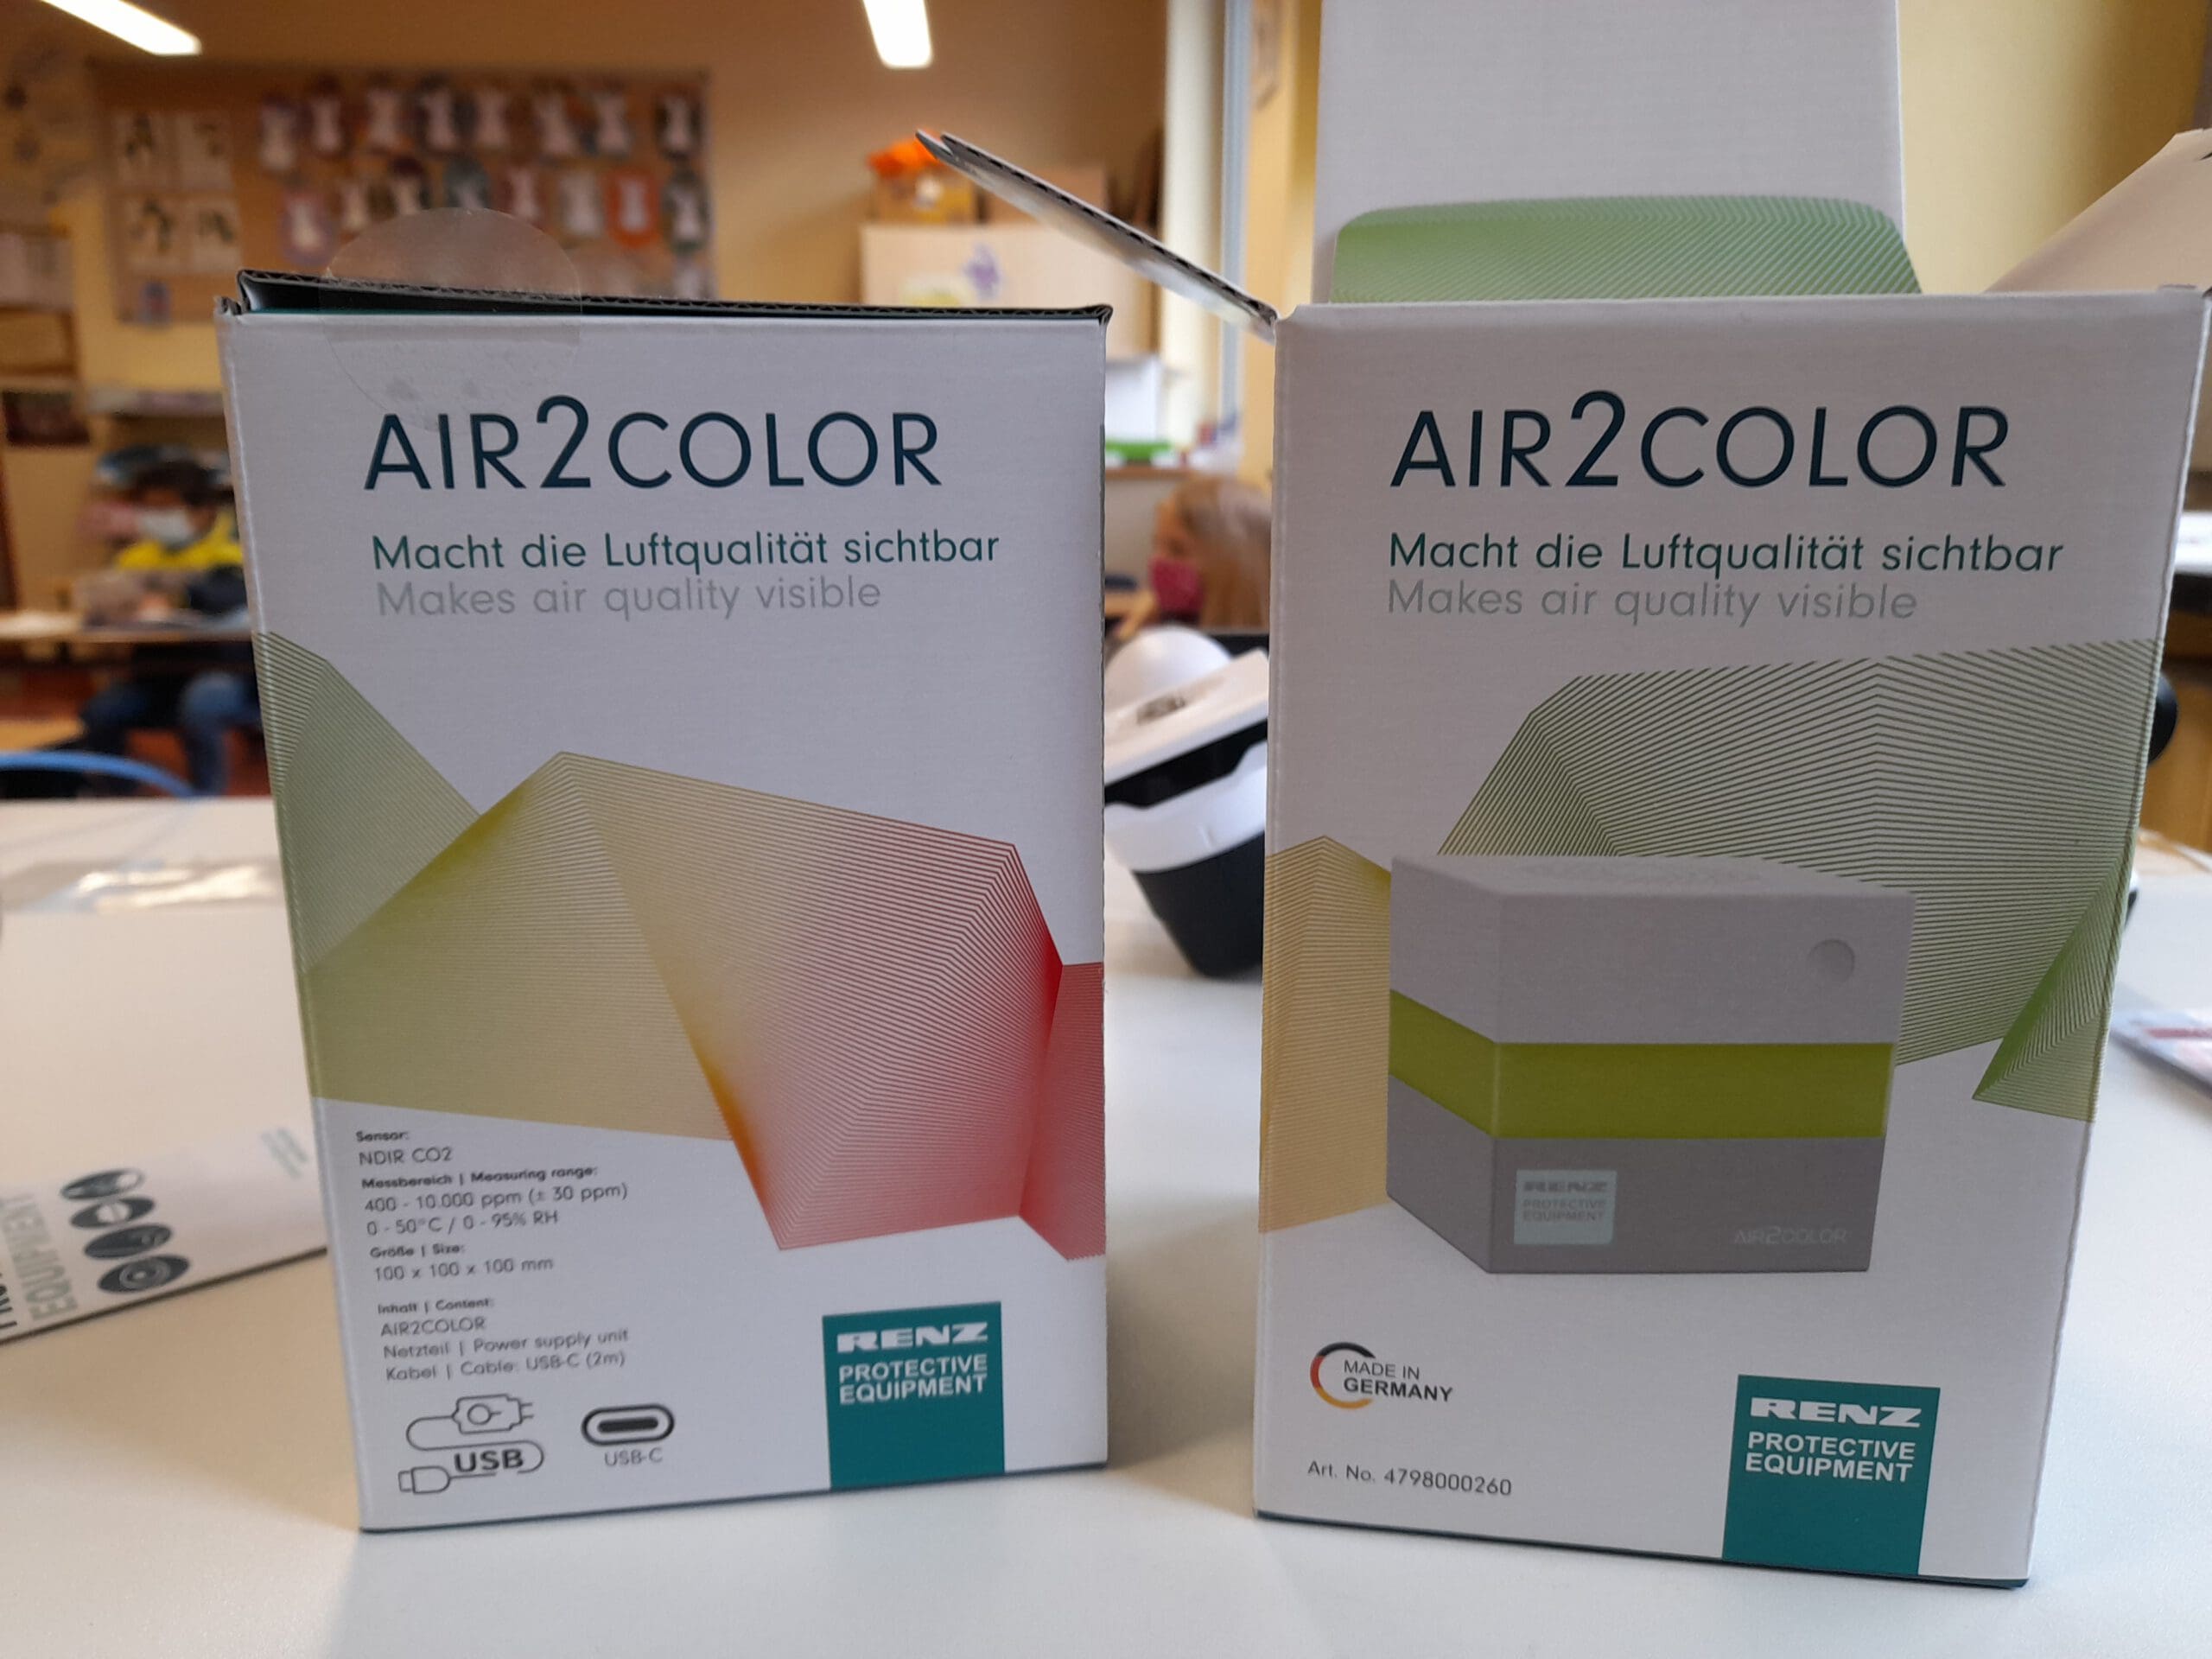 AIR2COLOR
Macht die Luftqualität sichtbar
Makes air quality visible
Sensor:
NDIR CO2
Messbereich | Measuring range:
400 - 10.000 ppm (± 30 ppm)
0 - 50°C / 0 - 95% RH
Größe | Size:
100 x 100 x 100 mm
Inhalt | Content:
AIR2COLOR
Netzteil | Power supply unit
Kabel | Cable: USB-C (2m)
USB
USB-C
RENZ
PROTECTIVE
EQUIPMENT
AIR2COLOR
Macht die Luftqualität sichtbar
Makes air quality visible
RENZ
PROTECTIVE
EQUIPMENT
AIR2COLOR
MADE IN
GERMANY
Art. No. 4798000260
RENZ
PROTECTIVE
EQUIPMENT
EQUIPMENT